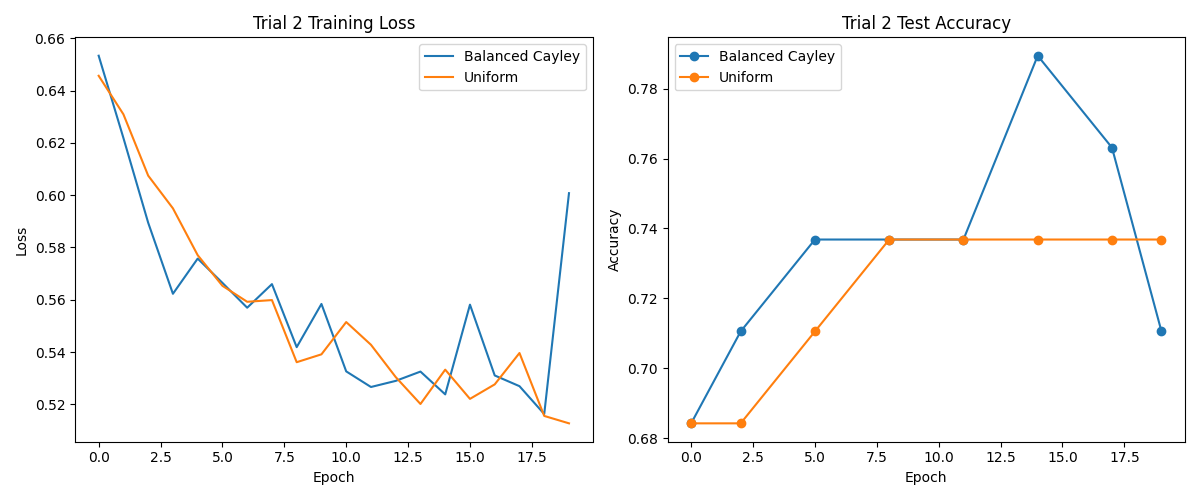 Trial 2 Training Loss
Loss
0.66
0.64
0.62
0.60
0.58
0.56
0.54
0.52
0.0 2.5 5.0 7.5 10.0 12.5 15.0 17.5
Epoch
Balanced Cayley
Uniform
Trial 2 Test Accuracy
Accuracy
0.78
0.76
0.74
0.72
0.70
0.68
0.0 2.5 5.0 7.5 10.0 12.5 15.0 17.5
Epoch
Balanced Cayley
Uniform